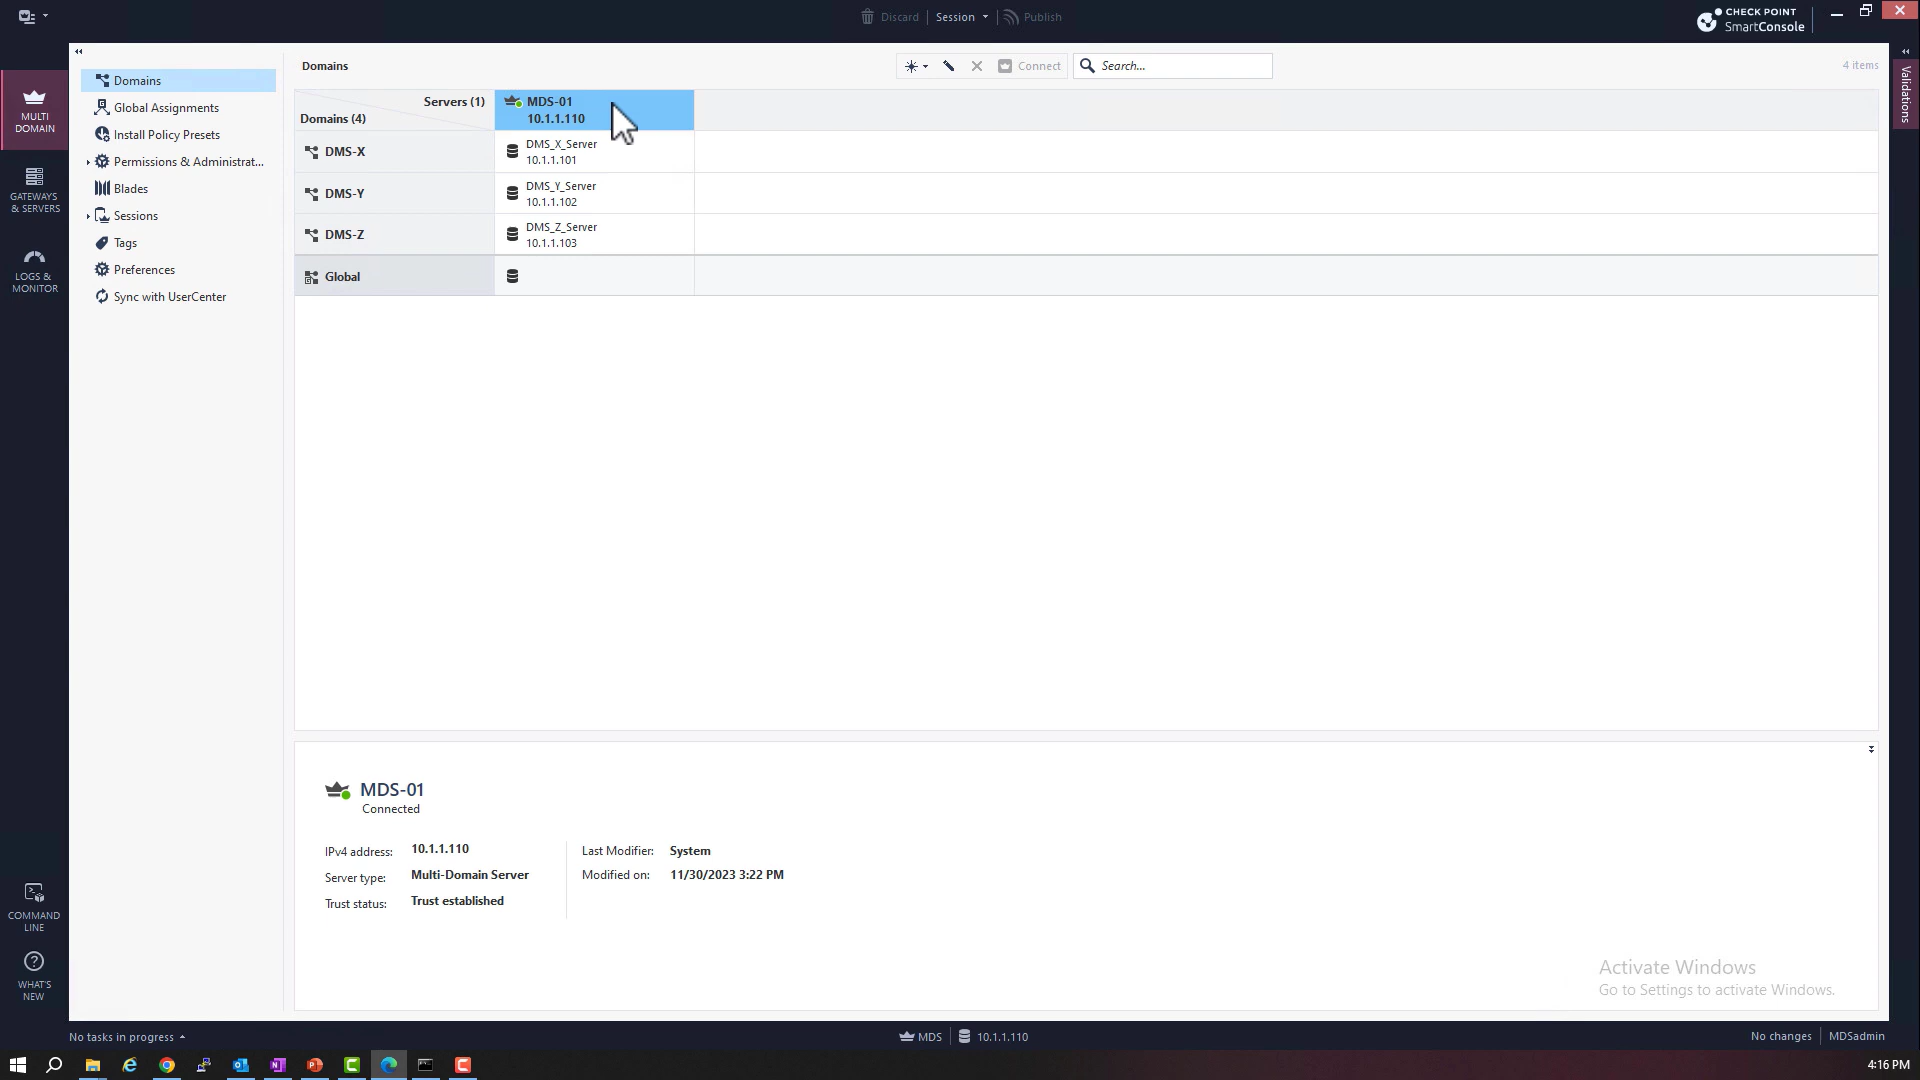 Discard
Session
Publish
CHECK POINT
SmartConsole
MULTI
DOMAIN
GATEWAYS
& SERVERS
LOGS &
MONITOR
COMMAND
LINE
WHAT'S
NEW
Domains
Global Assignments
Install Policy Presets
Permissions & Administrat...
Blades
Sessions
Tags
Preferences
Sync with UserCenter
Domains
Connect
Search...
4 items
Validations
Servers (1)
Domains (4)
MDS-01
10.1.1.110
DMS-X
DMS_X_Server
10.1.1.101
DMS-Y
DMS_Y_Server
10.1.1.102
DMS-Z
DMS_Z_Server
10.1.1.103
Global
MDS-01
Connected
IPv4 address: 10.1.1.110
Server type: Multi-Domain Server
Trust status: Trust established
Last Modifier: System
Modified on: 11/30/2023 3:22 PM
Activate Windows
Go to Settings to activate Windows.
No tasks in progress
MDS
10.1.1.110
No changes
MDSadmin
4:16 PM